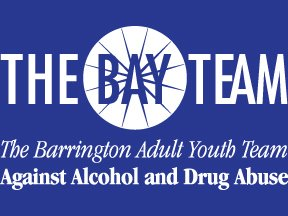 THE BAY TEAM
The Barrington Adult Youth Team
Against Alcohol and Drug Abuse